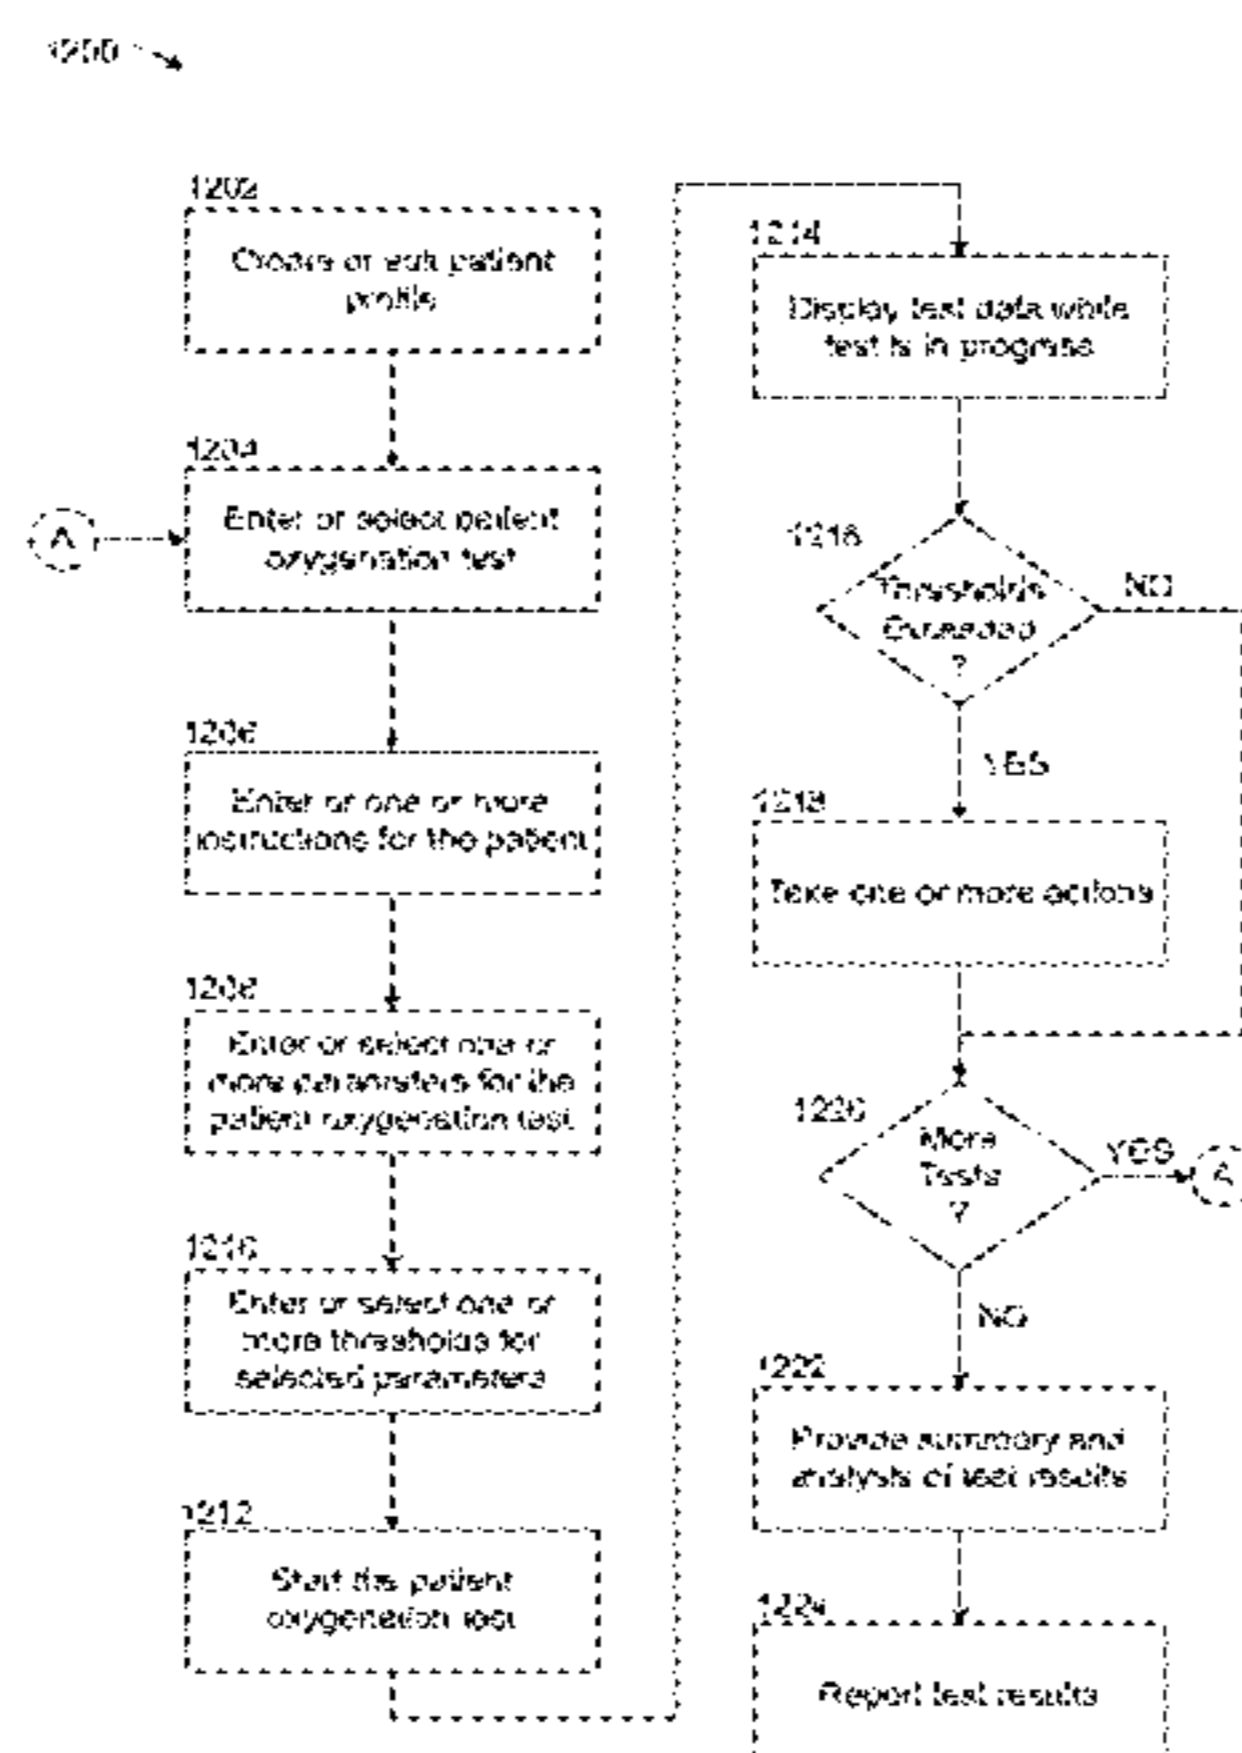 1200
1202
Create or edit patient
profile
1204
A
Enter or select patient
oxygenation test
1206
Enter or one or more
instructions for the patient
1208
Enter or select one or
more parameters for the
patient oxygenation test
1210
Enter or select one or
more thresholds for
selected parameters
1212
Start the patient
oxygenation test
1214
Display test data while
test is in progress
1216
Thresholds
Exceeded
?
NO
YES
1218
Take one or more actions
1220
More
Tests
?
YES
A
NO
1222
Provide summary and
analysis of test results
1224
Report test results